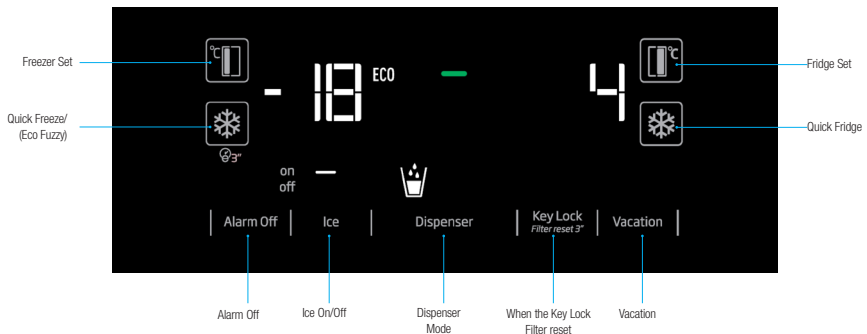 Freezer Set
°C
- 18
ECO
4
°C
Fridge Set
Quick Freeze/
(Eco Fuzzy)
3"
Quick Fridge
on
off
Alarm Off
Ice
Dispenser
Key Lock
Filter reset 3"
Vacation
Alarm Off
Ice On/Off
Dispenser
Mode
When the Key Lock
Filter reset
Vacation